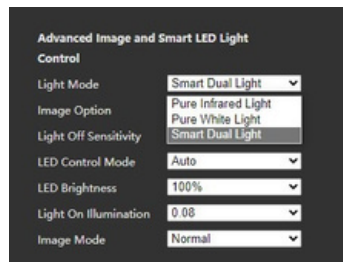 Advanced Image and Smart LED Light
Control
Light Mode Smart Dual Light
Pure Infrared Light
Image Option
Pure White Light
Light Off Sensitivity Smart Dual Light
LED Control Mode Auto
LED Brightness 100%
Light On Illumination 0.08
Image Mode Normal